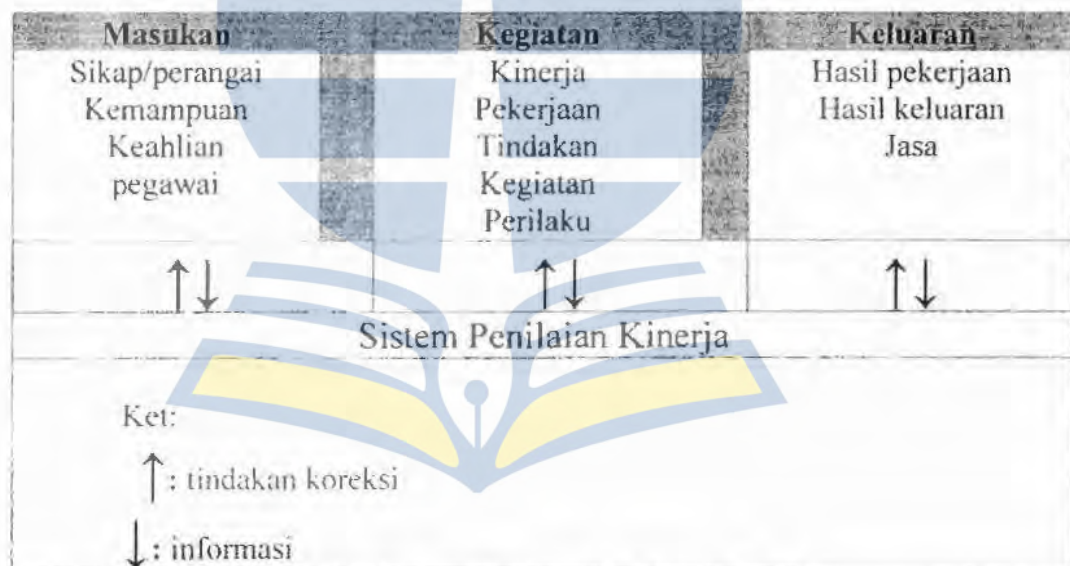 Masukan Kegiatan Keluaran
Sikap/perangai Kinerja Hasil pekerjaan
Kemampuan Pekerjaan Hasil keluaran
Keahlian Tindakan Jasa
pegawai Kegiatan
Perilaku
↑↓ ↑↓ ↑↓
Sistem Penilaian Kinerja
Ket:
↑: tindakan koreksi
↓: informasi